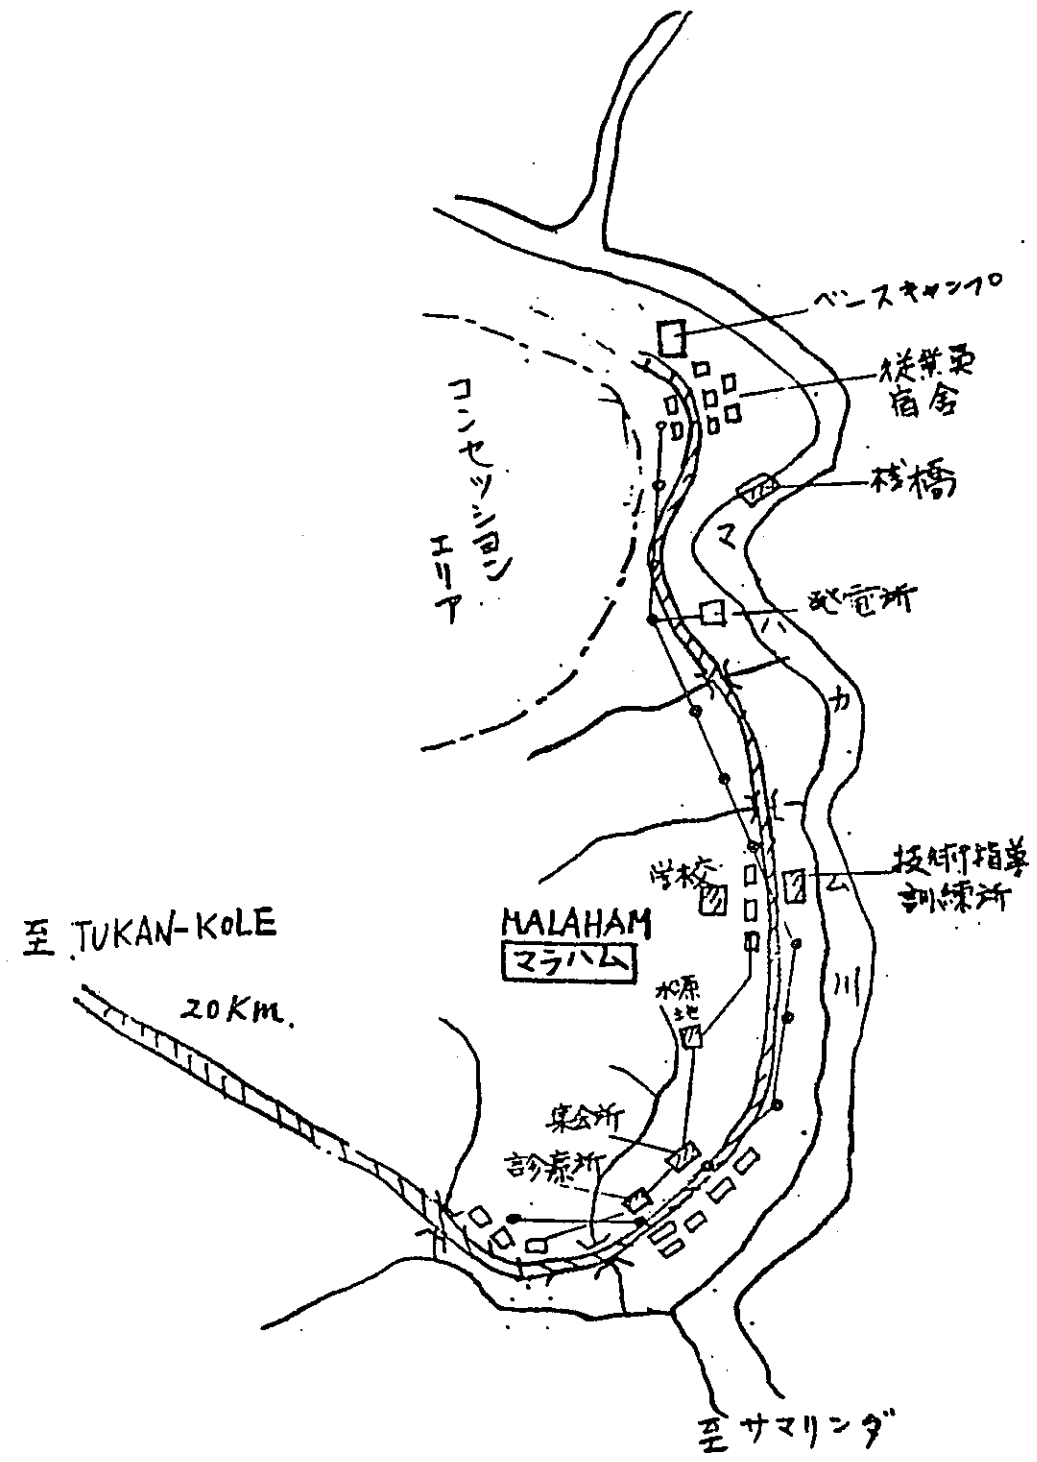 ベースキャンプ
従業員
宿舎
コンセッション
エリア
桟橋
発電所
マハカム川
学校
技術指導
訓練所
至 TUKAN-KOLE
20Km.
MALAHAM
マラハム
水源
地
集会所
診療所
至サマリンダ